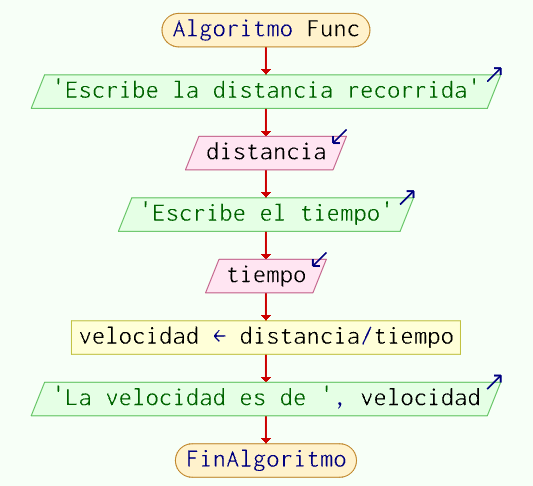 Algoritmo Func
'Escribe la distancia recorrida'
distancia
'Escribe el tiempo'
tiempo
velocidad ← distancia/tiempo
'La velocidad es de ', velocidad
FinAlgoritmo